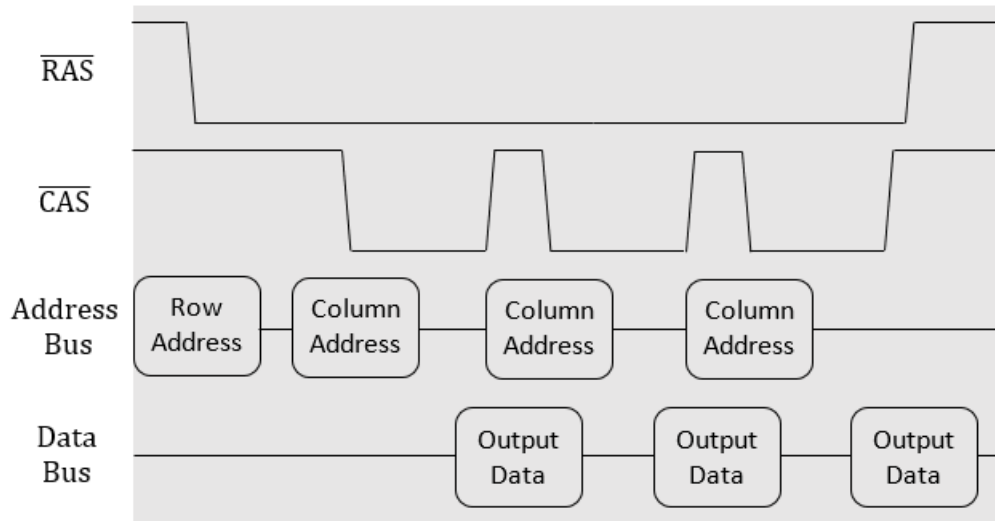 RAS
CAS
Address
Bus
Row
Address
Column
Address
Column
Address
Column
Address
Data
Bus
Output
Data
Output
Data
Output
Data